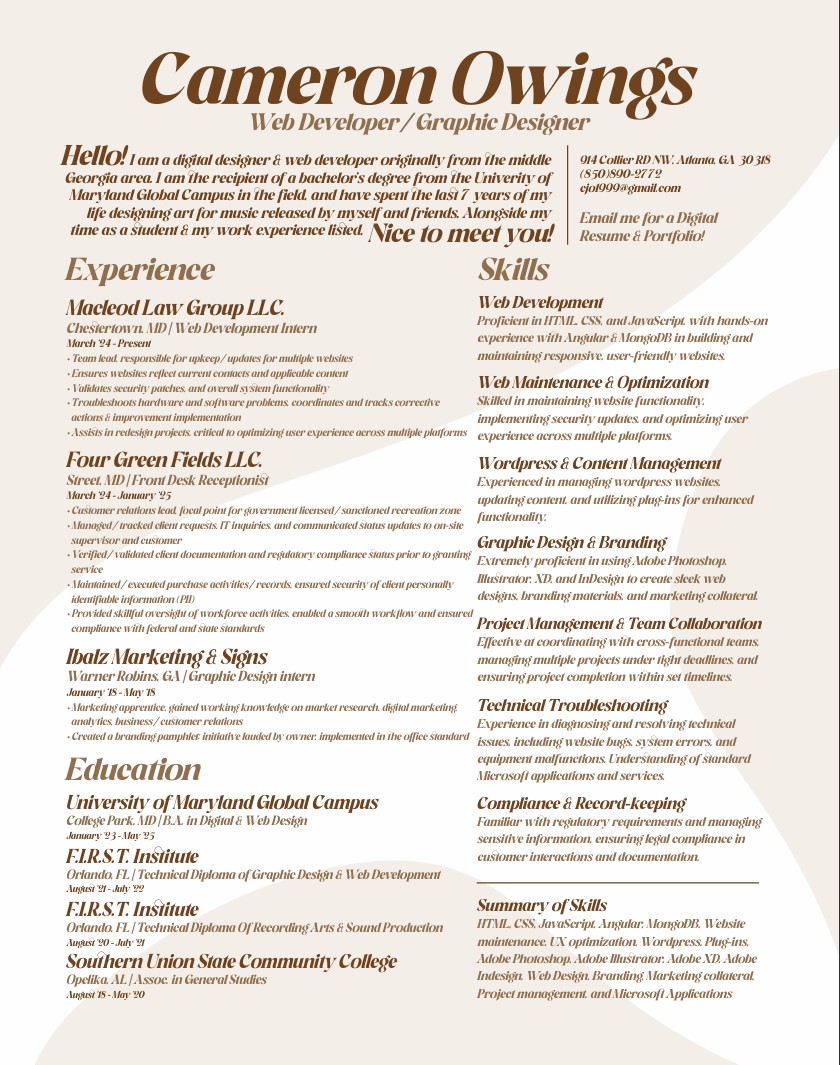 Cameron Owings
Web Developer / Graphic Designer
Hello! I am a digital designer & web developer originally from the middle
Georgia area. I am the recipient of a bachelor's degree from the Univerity of
Maryland Global Campus in the field, and have spent the last 7 years of my
life designing art for music released by myself and friends. Alongside my
time as a student & my work experience listed. Nice to meet you!
914 Collier RD NW, Atlanta, GA 30318
(850)890-2772
cjo1999@gmail.com
Email me for a Digital
Resume & Portfolio!
Experience
Macleod Law Group LLC.
Chestertown, MD | Web Development Intern
March '24 - Present
• Team lead, responsible for upkeep/ updates for multiple websites
• Ensures websites reflect current contacts and applicable content
• Validates security patches, and overall system functionality
• Troubleshoots hardware and software problems, coordinates and tracks corrective
actions & improvement implementation
• Assists in redesign projects, critical to optimizing user experience across multiple platforms
Four Green Fields LLC.
Street, MD | Front Desk Receptionist
March '24 - January '25
• Customer relations lead, focal point for government licensed/ sanctioned recreation zone
• Managed/ tracked client requests, IT inquiries, and communicated status updates to on-site
supervisor and customer
• Verified/ validated client documentation and regulatory compliance status prior to granting
service
• Maintained/ executed purchase activities/ records, ensured security of client personally
identifiable information (PII)
• Provided skillful oversight of workforce activities, enabled a smooth workflow and ensured
compliance with federal and state standards
Ibalz Marketing & Signs
Warner Robins, GA | Graphic Design intern
January '18 - May '18
• Marketing apprentice, gained working knowledge on market research, digital marketing,
analytics, business/ customer relations
• Created a branding pamphlet; initiative lauded by owner, implemented in the office standard
Education
University of Maryland Global Campus
College Park, MD | B.A. in Digital & Web Design
January '23 - May '25
F.I.R.S.T. Institute
Orlando, FL | Technical Diploma of Graphic Design & Web Development
August '21 - July '22
F.I.R.S.T. Institute
Orlando, FL | Technical Diploma Of Recording Arts & Sound Production
August '20 - July '21
Southern Union State Community College
Opelika, AL | Assoc. in General Studies
August '18 - May '20
Skills
Web Development
Proficient in HTML, CSS, and JavaScript, with hands-on
experience with Angular & MongoDB in building and
maintaining responsive, user-friendly websites.
Web Maintenance & Optimization
Skilled in maintaining website functionality,
implementing security updates, and optimizing user
experience across multiple platforms.
Wordpress & Content Management
Experienced in managing wordpress websites,
updating content, and utilizing plug-ins for enhanced
functionality.
Graphic Design & Branding
Extremely proficient in using Adobe Photoshop,
Illustrator, XD, and InDesign to create sleek web
designs, branding materials, and marketing collateral.
Project Management & Team Collaboration
Effective at coordinating with cross-functional teams,
managing multiple projects under tight deadlines, and
ensuring project completion within set timelines.
Technical Troubleshooting
Experience in diagnosing and resolving technical
issues, including website bugs, system errors, and
equipment malfunctions. Understanding of standard
Microsoft applications and services.
Compliance & Record-keeping
Familiar with regulatory requirements and managing
sensitive information, ensuring legal compliance in
customer interactions and documentation.
Summary of Skills
HTML, CSS, JavaScript, Angular, MongoDB, Website
maintenance, UX optimization, Wordpress, Plug-ins,
Adobe Photoshop, Adobe Illustrator, Adobe XD, Adobe
Indesign, Web Design, Branding, Marketing collateral,
Project management, and Microsoft Applications